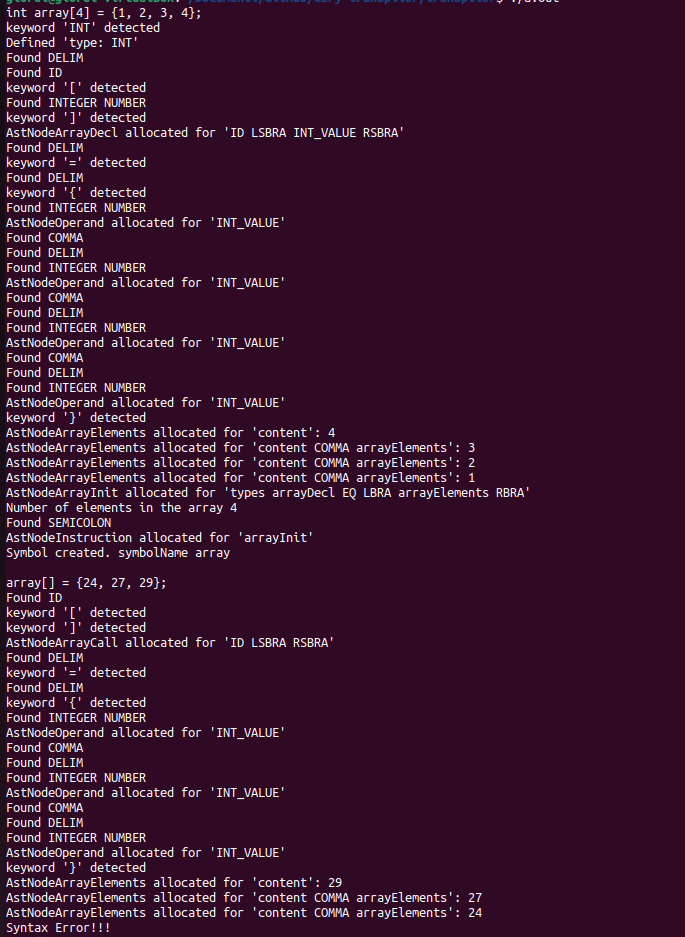 int array[4] = {1, 2, 3, 4};
keyword 'INT' detected
Defined 'type: INT'
Found DELIM
Found ID
keyword '[' detected
Found INTEGER NUMBER
keyword ']' detected
AstNodeArrayDecl allocated for 'ID LSBRA INT_VALUE RSBRA'
Found DELIM
keyword '=' detected
Found DELIM
keyword '{' detected
Found INTEGER NUMBER
AstNodeOperand allocated for 'INT_VALUE'
Found COMMA
Found DELIM
Found INTEGER NUMBER
AstNodeOperand allocated for 'INT_VALUE'
Found COMMA
Found DELIM
Found INTEGER NUMBER
AstNodeOperand allocated for 'INT_VALUE'
Found COMMA
Found DELIM
Found INTEGER NUMBER
AstNodeOperand allocated for 'INT_VALUE'
keyword '}' detected
AstNodeArrayElements allocated for 'content': 4
AstNodeArrayElements allocated for 'content COMMA arrayElements': 3
AstNodeArrayElements allocated for 'content COMMA arrayElements': 2
AstNodeArrayElements allocated for 'content COMMA arrayElements': 1
AstNodeArrayInit allocated for 'types arrayDecl EQ LBRA arrayElements RBRA'
Number of elements in the array 4
Found SEMICOLON
AstNodeInstruction allocated for 'arrayInit'
Symbol created. symbolName array
array[] = {24, 27, 29};
Found ID
keyword '[' detected
keyword ']' detected
AstNodeArrayCall allocated for 'ID LSBRA RSBRA'
Found DELIM
keyword '=' detected
Found DELIM
keyword '{' detected
Found INTEGER NUMBER
AstNodeOperand allocated for 'INT_VALUE'
Found COMMA
Found DELIM
Found INTEGER NUMBER
AstNodeOperand allocated for 'INT_VALUE'
Found COMMA
Found DELIM
Found INTEGER NUMBER
AstNodeOperand allocated for 'INT_VALUE'
keyword '}' detected
AstNodeArrayElements allocated for 'content': 29
AstNodeArrayElements allocated for 'content COMMA arrayElements': 27
AstNodeArrayElements allocated for 'content COMMA arrayElements': 24
Syntax Error!!!